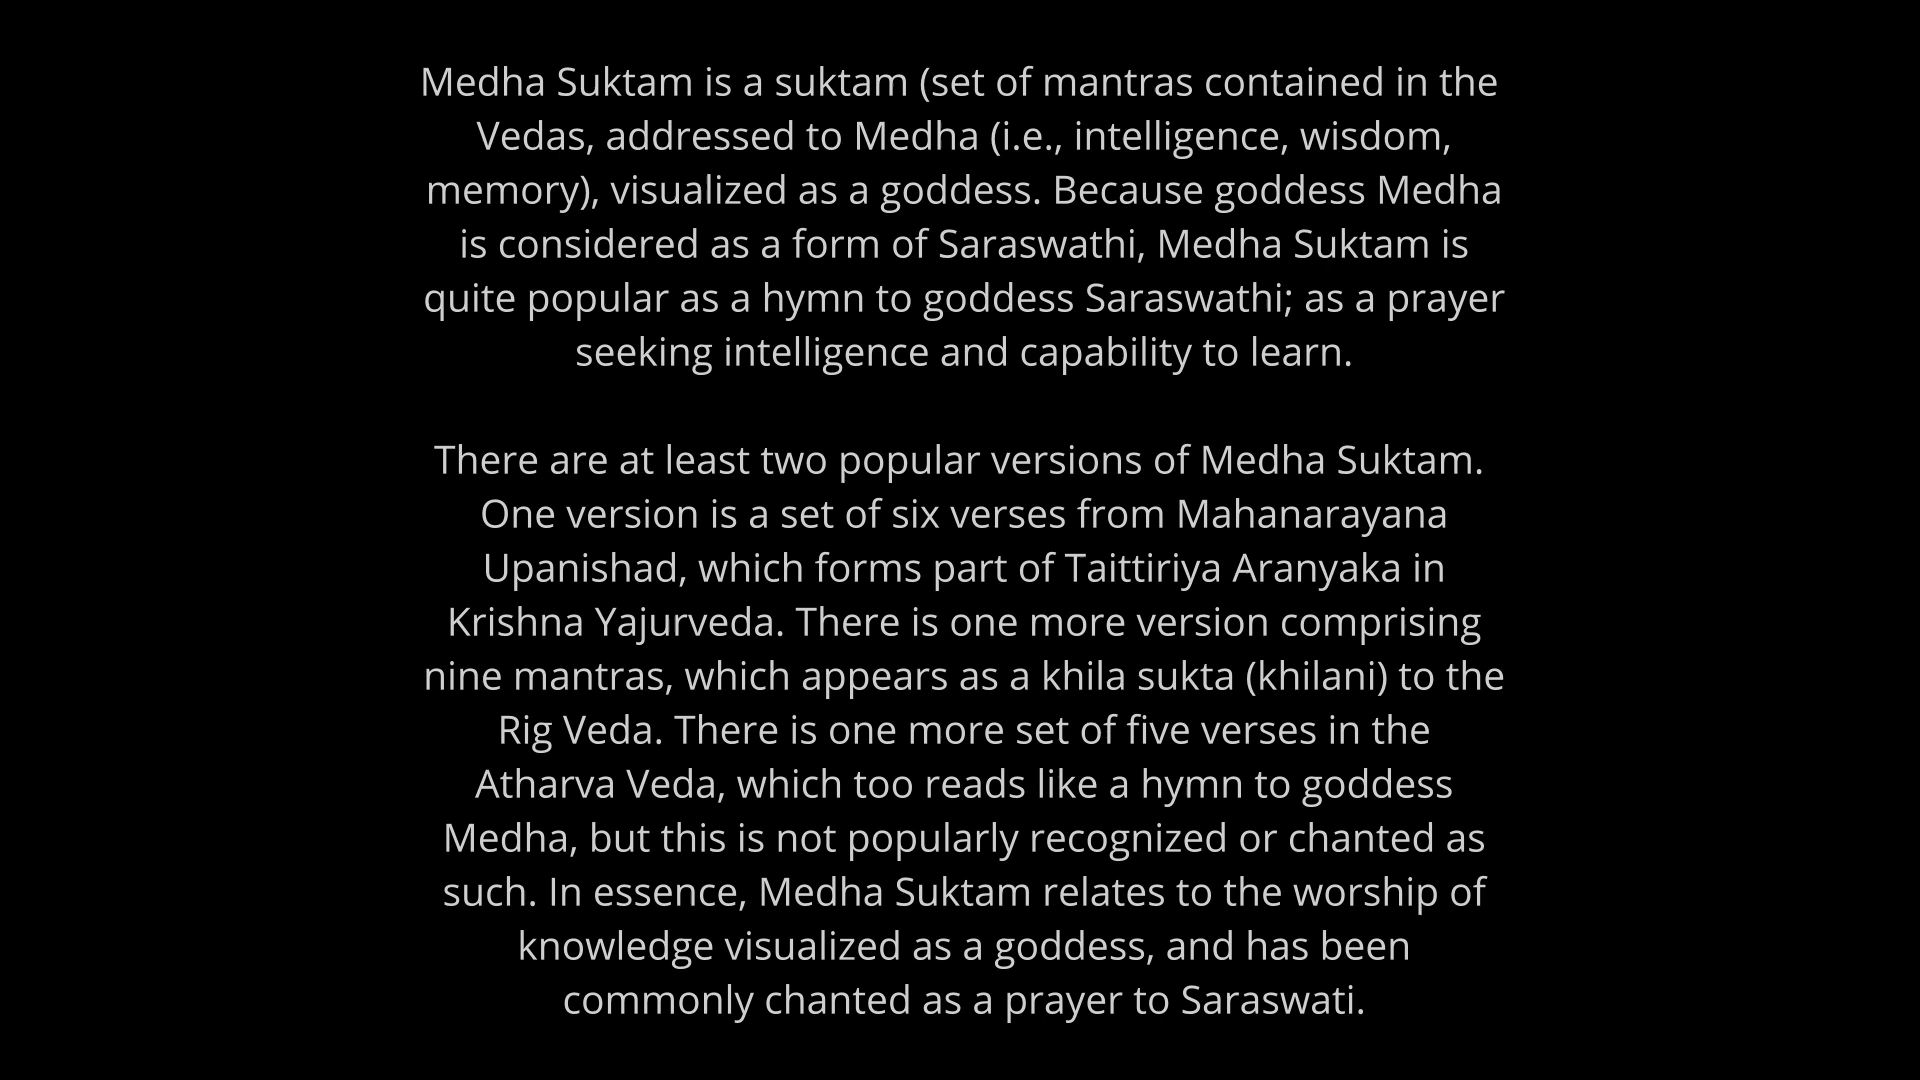 Medha Suktam is a suktam (set of mantras contained in the
Vedas, addressed to Medha (i.e., intelligence, wisdom,
memory), visualized as a goddess. Because goddess Medha
is considered as a form of Saraswathi, Medha Suktam is
quite popular as a hymn to goddess Saraswathi; as a prayer
seeking intelligence and capability to learn.
There are at least two popular versions of Medha Suktam.
One version is a set of six verses from Mahanarayana
Upanishad, which forms part of Taittiriya Aranyaka in
Krishna Yajurveda. There is one more version comprising
nine mantras, which appears as a khila sukta (khilani) to the
Rig Veda. There is one more set of five verses in the
Atharva Veda, which too reads like a hymn to goddess
Medha, but this is not popularly recognized or chanted as
such. In essence, Medha Suktam relates to the worship of
knowledge visualized as a goddess, and has been
commonly chanted as a prayer to Saraswati.